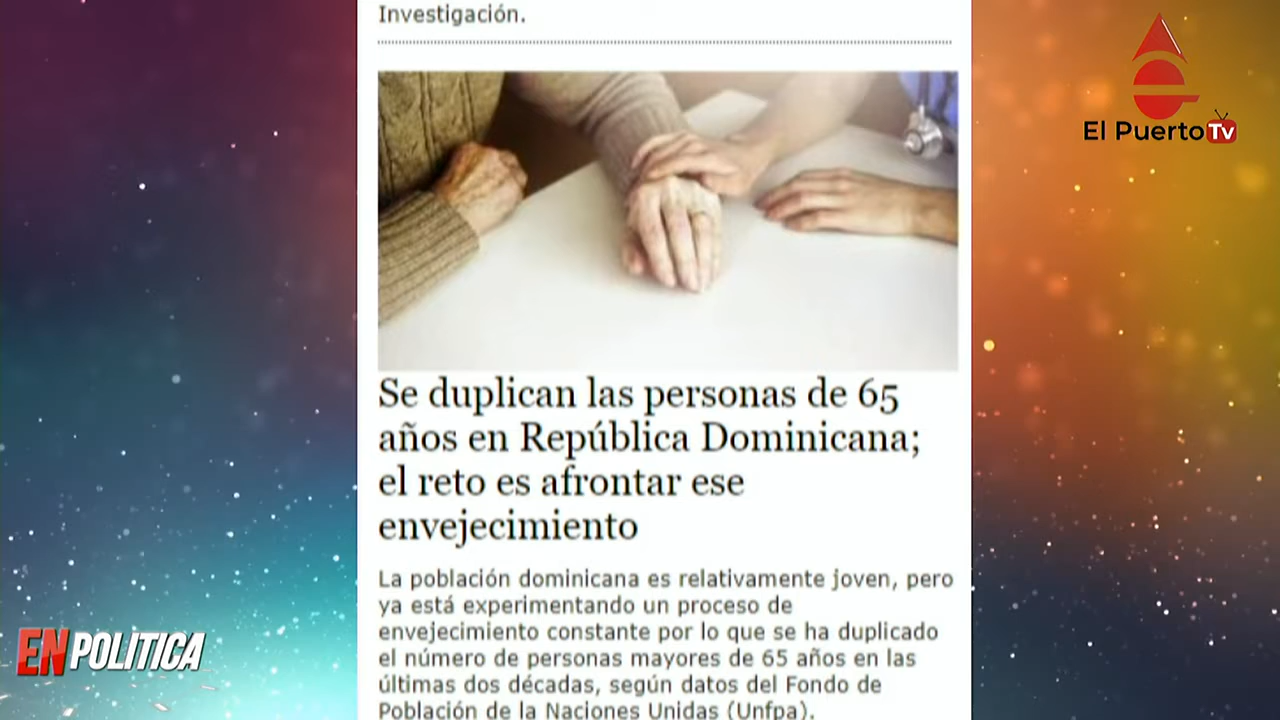 Investigación.
El Puerto Tv
Se duplican las personas de 65
años en República Dominicana;
el reto es afrontar ese
envejecimiento
La población dominicana es relativamente joven, pero
ya está experimentando un proceso de
envejecimiento constante por lo que se ha duplicado
el número de personas mayores de 65 años en las
últimas dos décadas, según datos del Fondo de
Población de la Naciones Unidas (Unfpa).
EN POLITICA